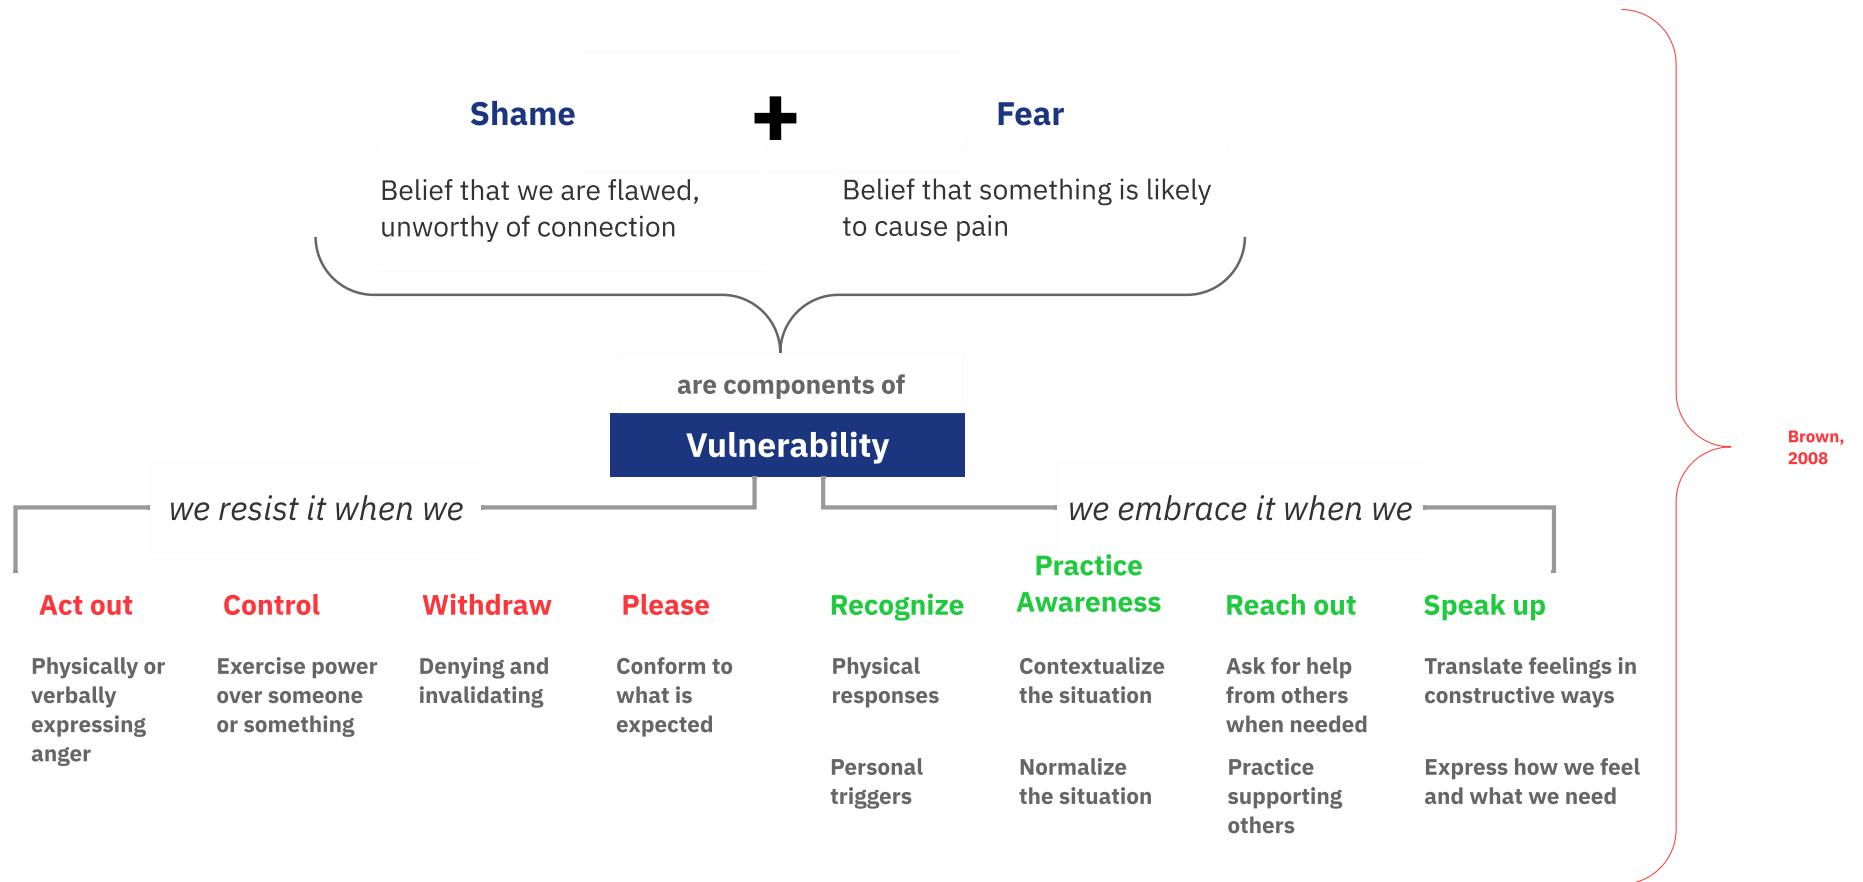 Shame
+
Fear
Belief that we are flawed,
unworthy of connection
Belief that something is likely
to cause pain
are components of
Vulnerability
we resist it when we
we embrace it when we
Act out
Physically or
verbally
expressing
anger
Control
Exercise power
over someone
or something
Withdraw
Denying and
invalidating
Please
Conform to
what is
expected
Recognize
Physical
responses
Personal
triggers
Practice
Awareness
Contextualize
the situation
Normalize
the situation
Reach out
Ask for help
from others
when needed
Practice
supporting
others
Speak up
Translate feelings in
constructive ways
Express how we feel
and what we need
Brown,
2008